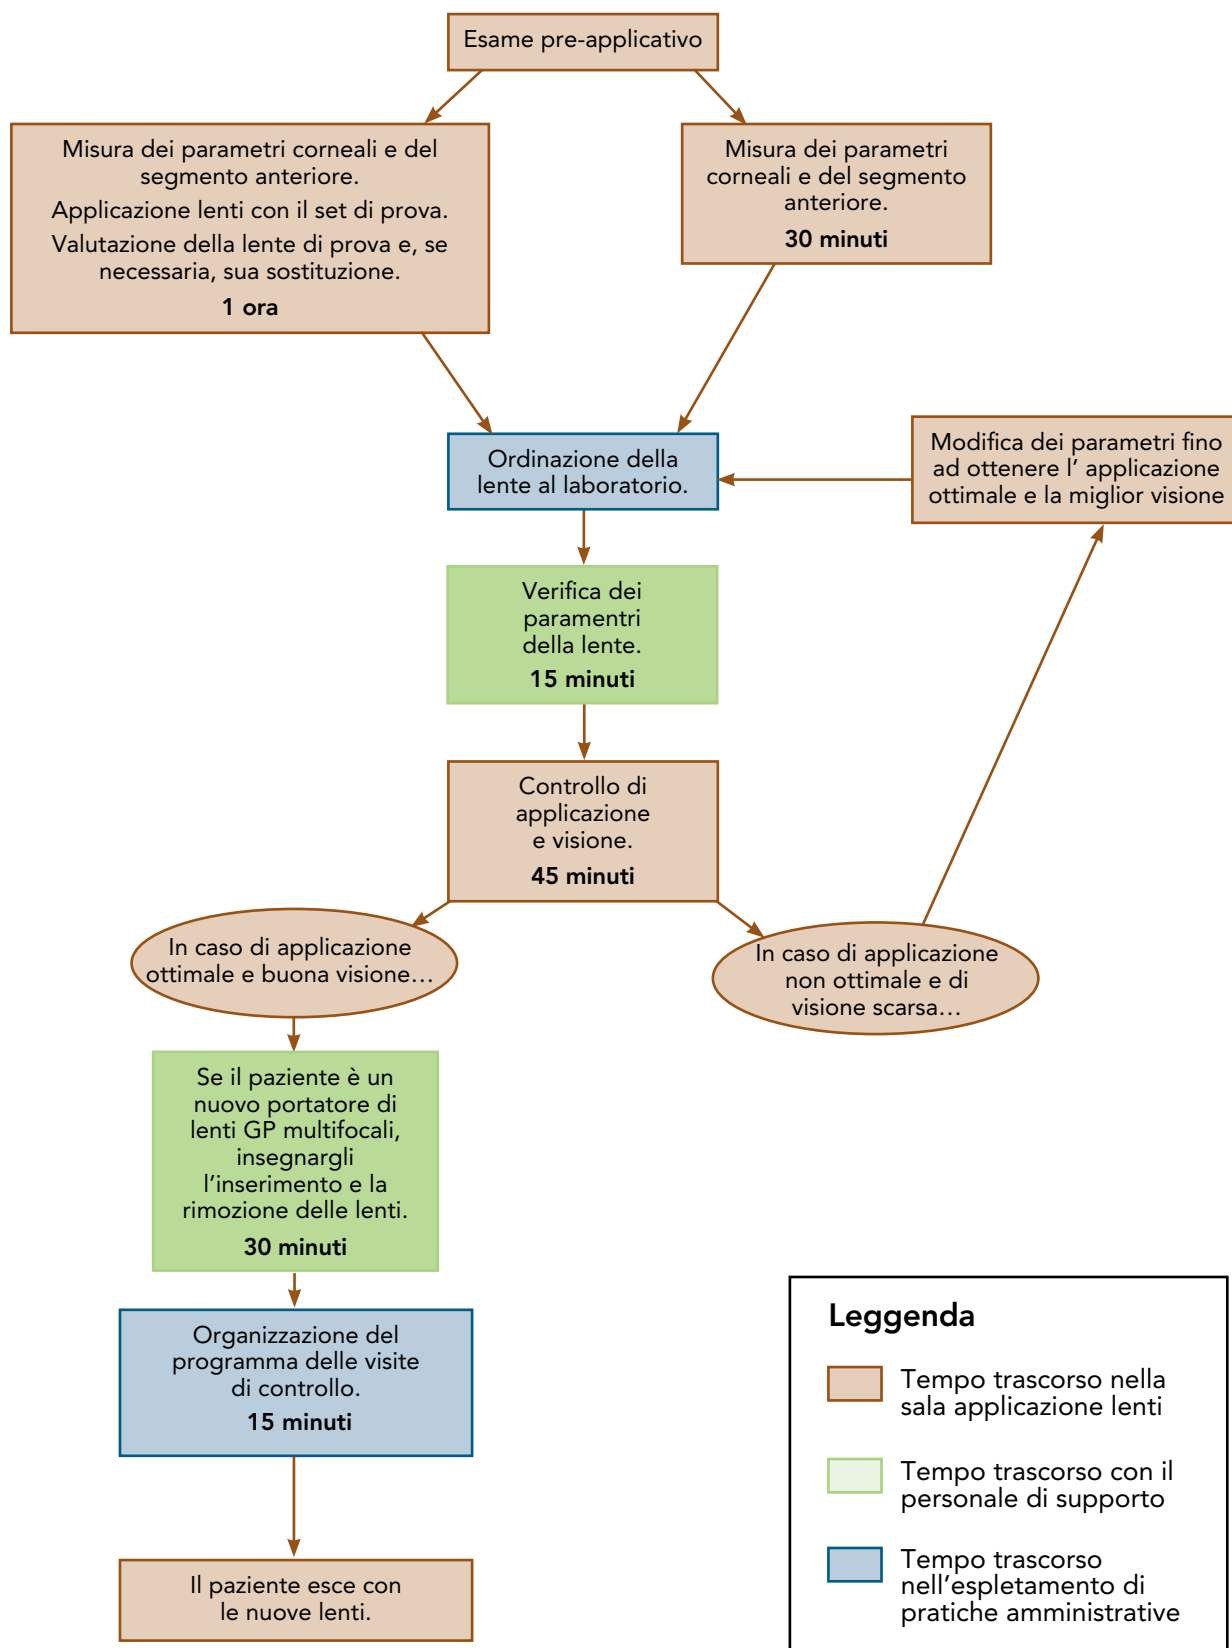 Esame pre-applicativo
Misura dei parametri corneali e del
segmento anteriore.
Applicazione lenti con il set di prova.
Valutazione della lente di prova e, se
necessaria, sua sostituzione.
1 ora
Misura dei parametri
corneali e del segmento
anteriore.
30 minuti
Ordinazione della
lente al laboratorio.
Modifica dei parametri fino
ad ottenere l’ applicazione
ottimale e la miglior visione
Verifica dei
paramentri
della lente.
15 minuti
Controllo di
applicazione
e visione.
45 minuti
In caso di applicazione
ottimale e buona visione…
In caso di applicazione
non ottimale e di
visione scarsa…
Se il paziente è un
nuovo portatore di
lenti GP multifocali,
insegnargli
l’inserimento e la
rimozione delle lenti.
30 minuti
Organizzazione del
programma delle visite
di controllo.
15 minuti
Il paziente esce con
le nuove lenti.
Leggenda
Tempo trascorso nella
sala applicazione lenti
Tempo trascorso con il
personale di supporto
Tempo trascorso
nell’espletamento di
pratiche amministrative